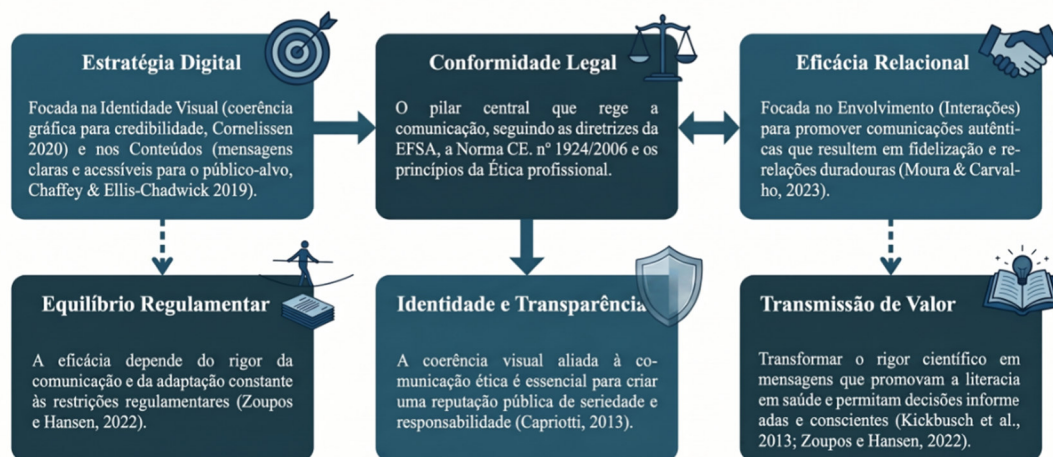 Estratégia Digital
Focada na Identidade Visual (coerência
gráfica para credibilidade, Cornelissen
2020) e nos Conteúdos (mensagens
claras e acessíveis para o público-alvo,
Chaffey & Ellis-Chadwick 2019).
Conformidade Legal
O pilar central que rege a
comunicação, seguindo as diretrizes da
EFSA, a Norma CE. nº 1924/2006 e os
princípios da Ética profissional.
Eficácia Relacional
Focada no Envolvimento (Interações)
para promover comunicações autênti-
cas que resultem em fidelização e re-
relações duradouras (Moura & Carval-
ho, 2023).
Equilíbrio Regulamentar
A eficácia depende do rigor da
comunicação e da adaptação constante
às restrições regulamentares (Zoupos
e Hansen, 2022).
Identidade e Transparência
A coerência visual aliada à co-
municação ética é essencial para criar
uma reputação pública de seriedade e
responsabilidade (Capriotti, 2013).
Transmissão de Valor
Transformar o rigor científico em
mensagens que promovam a literacia
em saúde e permitam decisões informe
adas e conscientes (Kickbusch et al.,
2013; Zoupos e Hansen, 2022).